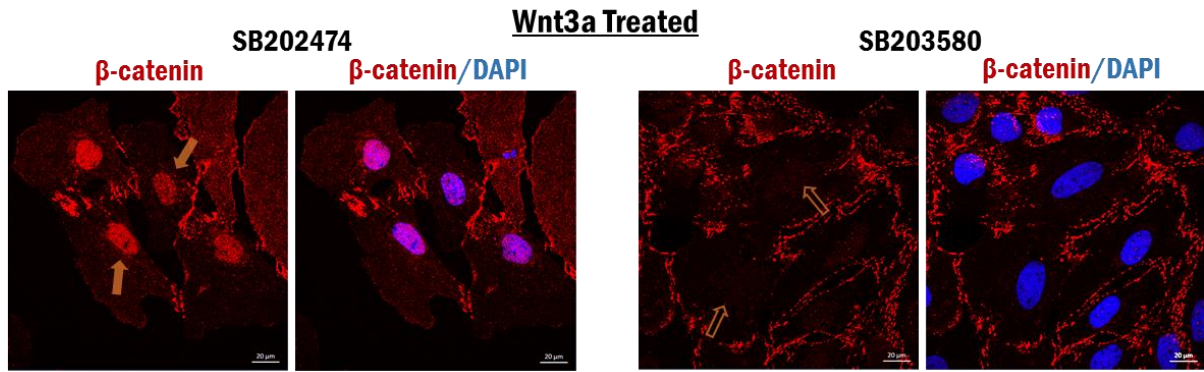 Wnt3a Treated
SB202474
SB203580
β-catenin
β-catenin/DAPI
β-catenin
β-catenin/DAPI
20 µm
20 µm
20 µm
20 µm